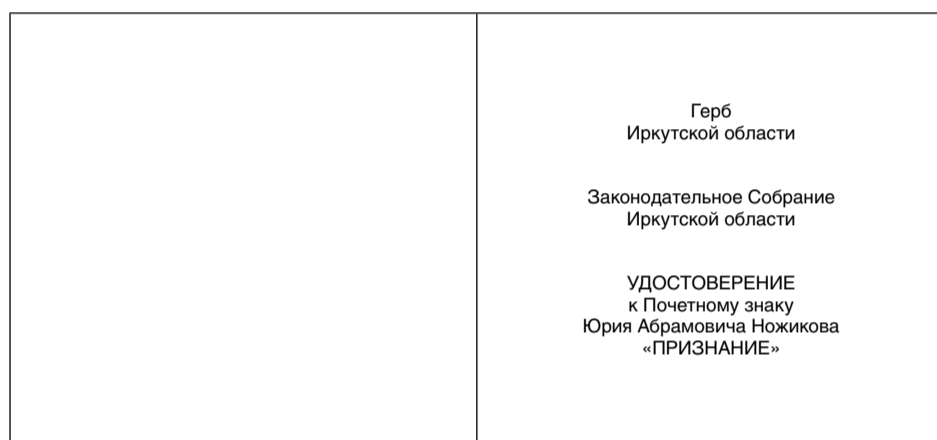 Герб
Иркутской области
Законодательное Собрание
Иркутской области
УДОСТОВЕРЕНИЕ
к Почетному знаку
Юрия Абрамовича Ножикова
«ПРИЗНАНИЕ»